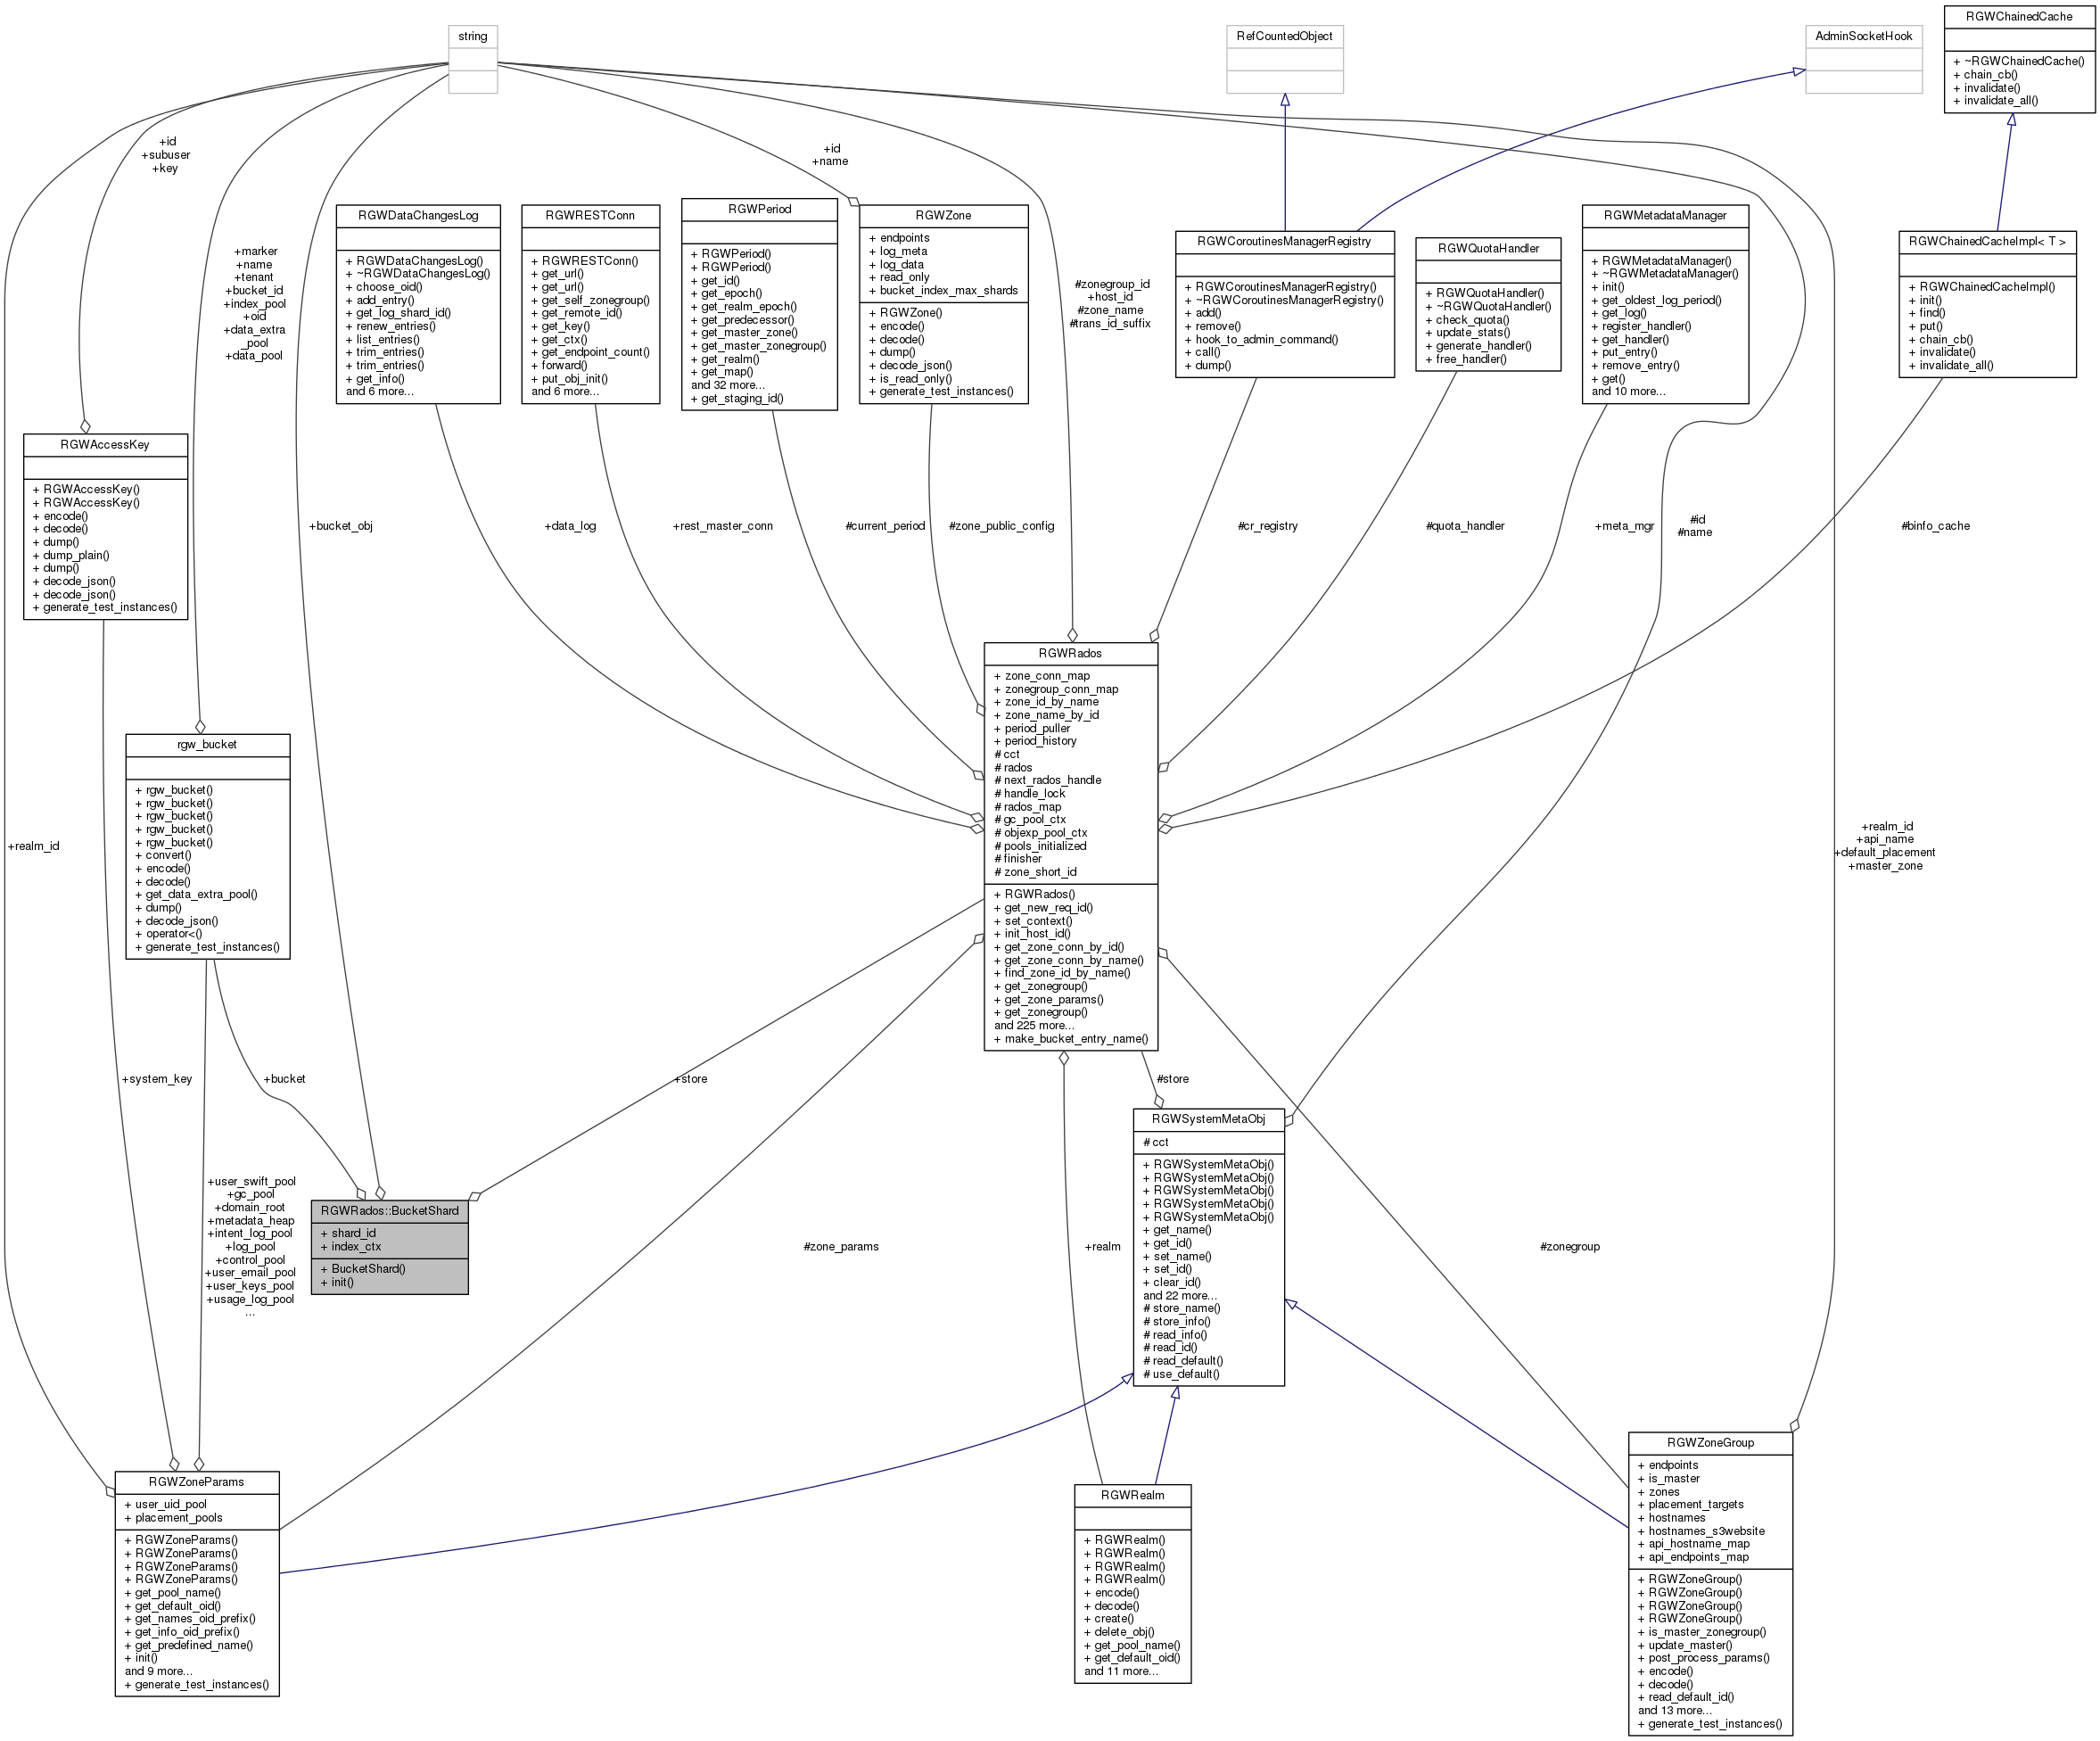 string
RefCountedObject
AdminSocketHook
RGWChainedCache
+ ~RGWChainedCache()
+ chain_cb()
+ invalidate()
+ invalidate_all()
+id
+subuser
+key
+id
+name
+marker
+name
+tenant
+bucket_id
+index_pool
+oid
+data_extra
_pool
+data_pool
RGWDataChangesLog
+ RGWDataChangesLog()
+ ~RGWDataChangesLog()
+ choose_oid()
+ add_entry()
+ get_log_shard_id()
+ renew_entries()
+ list_entries()
+ trim_entries()
+ trim_entries()
+ get_info()
and 6 more...
RGWRESTConn
+ RGWRESTConn()
+ get_url()
+ get_url()
+ get_self_zonegroup()
+ get_remote_id()
+ get_key()
+ get_ctx()
+ get_endpoint_count()
+ forward()
+ put_obj_init()
and 6 more...
RGWPeriod
+ RGWPeriod()
+ RGWPeriod()
+ get_id()
+ get_epoch()
+ get_realm_epoch()
+ get_predecessor()
+ get_master_zone()
+ get_master_zonegroup()
+ get_realm()
+ get_map()
and 32 more...
+ get_staging_id()
RGWZone
+ endpoints
+ log_meta
+ log_data
+ read_only
+ bucket_index_max_shards
+ RGWZone()
+ encode()
+ decode()
+ dump()
+ decode_json()
+ is_read_only()
+ generate_test_instances()
#zonegroup_id
+host_id
#zone_name
#trans_id_suffix
RGWCoroutinesManagerRegistry
+ RGWCoroutinesManagerRegistry()
+ ~RGWCoroutinesManagerRegistry()
+ add()
+ remove()
+ hook_to_admin_command()
+ call()
+ dump()
RGWQuotaHandler
+ RGWQuotaHandler()
+ ~RGWQuotaHandler()
+ check_quota()
+ update_stats()
+ generate_handler()
+ free_handler()
RGWMetadataManager
+ RGWMetadataManager()
+ ~RGWMetadataManager()
+ init()
+ get_oldest_log_period()
+ get_log()
+ register_handler()
+ get_handler()
+ put_entry()
+ remove_entry()
+ get()
and 10 more...
RGWChainedCacheImpl< T >
+ RGWChainedCacheImpl()
+ init()
+ find()
+ put()
+ chain_cb()
+ invalidate()
+ invalidate_all()
RGWAccessKey
+ RGWAccessKey()
+ RGWAccessKey()
+ encode()
+ decode()
+ dump()
+ dump_plain()
+ dump()
+ decode_json()
+ decode_json()
+ generate_test_instances()
+bucket_obj
+data_log
+rest_master_conn
#current_period
#zone_public_config
#cr_registry
#quota_handler
+meta_mgr
#id
#name
#binfo_cache
RGWRados
+ zone_conn_map
+ zonegroup_conn_map
+ zone_id_by_name
+ zone_name_by_id
+ period_puller
+ period_history
# cct
# rados
# next_rados_handle
# handle_lock
# rados_map
# gc_pool_ctx
# objexp_pool_ctx
# pools_initialized
# finisher
# zone_short_id
+ RGWRados()
+ get_new_req_id()
+ set_context()
+ init_host_id()
+ get_zone_conn_by_id()
+ get_zone_conn_by_name()
+ find_zone_id_by_name()
+ get_zonegroup()
+ get_zone_params()
+ get_zonegroup()
and 225 more...
+ make_bucket_entry_name()
rgw_bucket
+ rgw_bucket()
+ rgw_bucket()
+ rgw_bucket()
+ rgw_bucket()
+ rgw_bucket()
+ convert()
+ encode()
+ decode()
+ get_data_extra_pool()
+ dump()
+ decode_json()
+ operator<()
+ generate_test_instances()
+realm_id
+realm_id
+api_name
+default_placement
+master_zone
+system_key
+bucket
+store
#store
RGWSystemMetaObj
# cct
+ RGWSystemMetaObj()
+ RGWSystemMetaObj()
+ RGWSystemMetaObj()
+ RGWSystemMetaObj()
+ RGWSystemMetaObj()
+ get_name()
+ get_id()
+ set_name()
+ set_id()
+ clear_id()
and 22 more...
# store_name()
# store_info()
# read_info()
# read_id()
# read_default()
# use_default()
+user_swift_pool
+gc_pool
+domain_root
+metadata_heap
+intent_log_pool
+log_pool
+control_pool
+user_email_pool
+user_keys_pool
+usage_log_pool
...
RGWRados::BucketShard
+ shard_id
+ index_ctx
+ BucketShard()
+ init()
#zone_params
+realm
#zonegroup
RGWZoneParams
+ user_uid_pool
+ placement_pools
+ RGWZoneParams()
+ RGWZoneParams()
+ RGWZoneParams()
+ RGWZoneParams()
+ get_pool_name()
+ get_default_oid()
+ get_names_oid_prefix()
+ get_info_oid_prefix()
+ get_predefined_name()
+ init()
and 9 more...
+ generate_test_instances()
RGWRealm
+ RGWRealm()
+ RGWRealm()
+ RGWRealm()
+ RGWRealm()
+ encode()
+ decode()
+ create()
+ delete_obj()
+ get_pool_name()
+ get_default_oid()
and 11 more...
RGWZoneGroup
+ endpoints
+ is_master
+ zones
+ placement_targets
+ hostnames
+ hostnames_s3website
+ api_hostname_map
+ api_endpoints_map
+ RGWZoneGroup()
+ RGWZoneGroup()
+ RGWZoneGroup()
+ RGWZoneGroup()
+ is_master_zonegroup()
+ update_master()
+ post_process_params()
+ encode()
+ decode()
+ read_default_id()
and 13 more...
+ generate_test_instances()